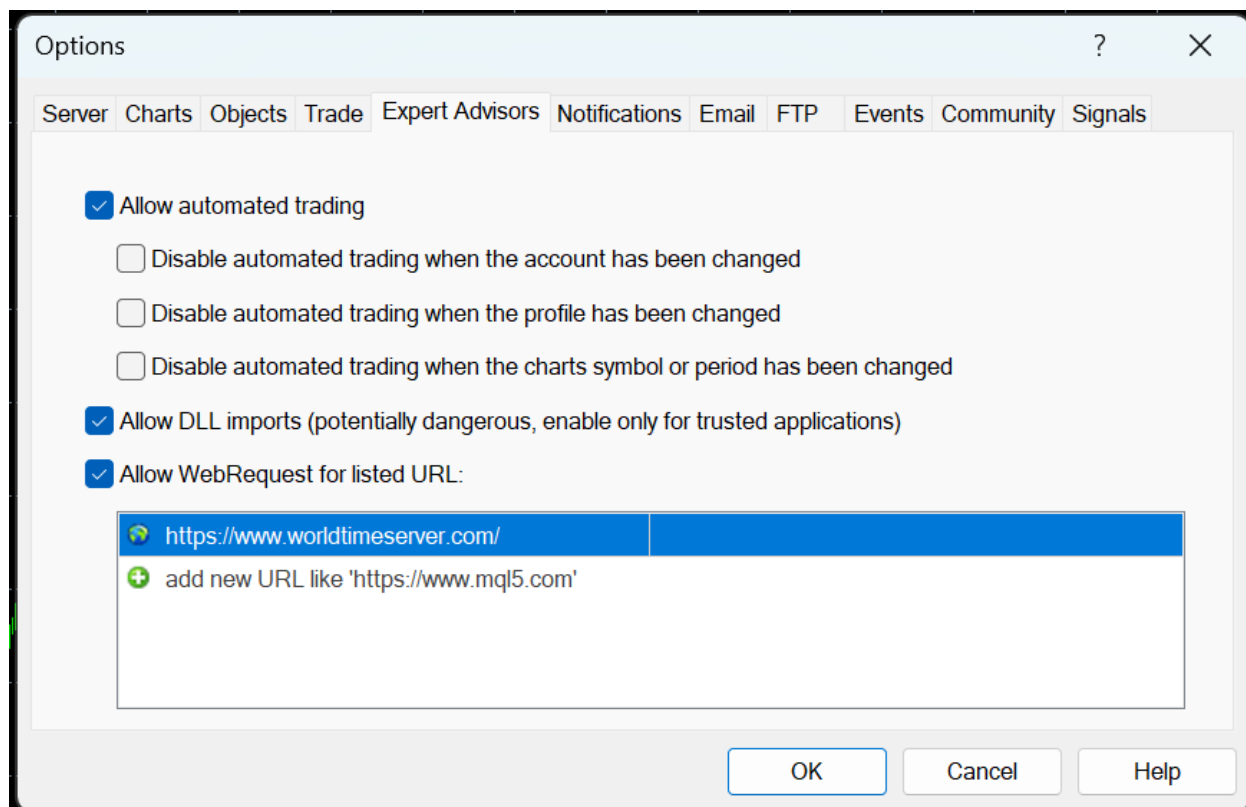 Options
?
Server Charts Objects Trade Expert Advisors Notifications Email FTP Events Community Signals
Allow automated trading
Disable automated trading when the account has been changed
Disable automated trading when the profile has been changed
Disable automated trading when the charts symbol or period has been changed
Allow DLL imports (potentially dangerous, enable only for trusted applications)
Allow WebRequest for listed URL:
https://www.worldtimeserver.com/
add new URL like 'https://www.mql5.com'
OK Cancel Help